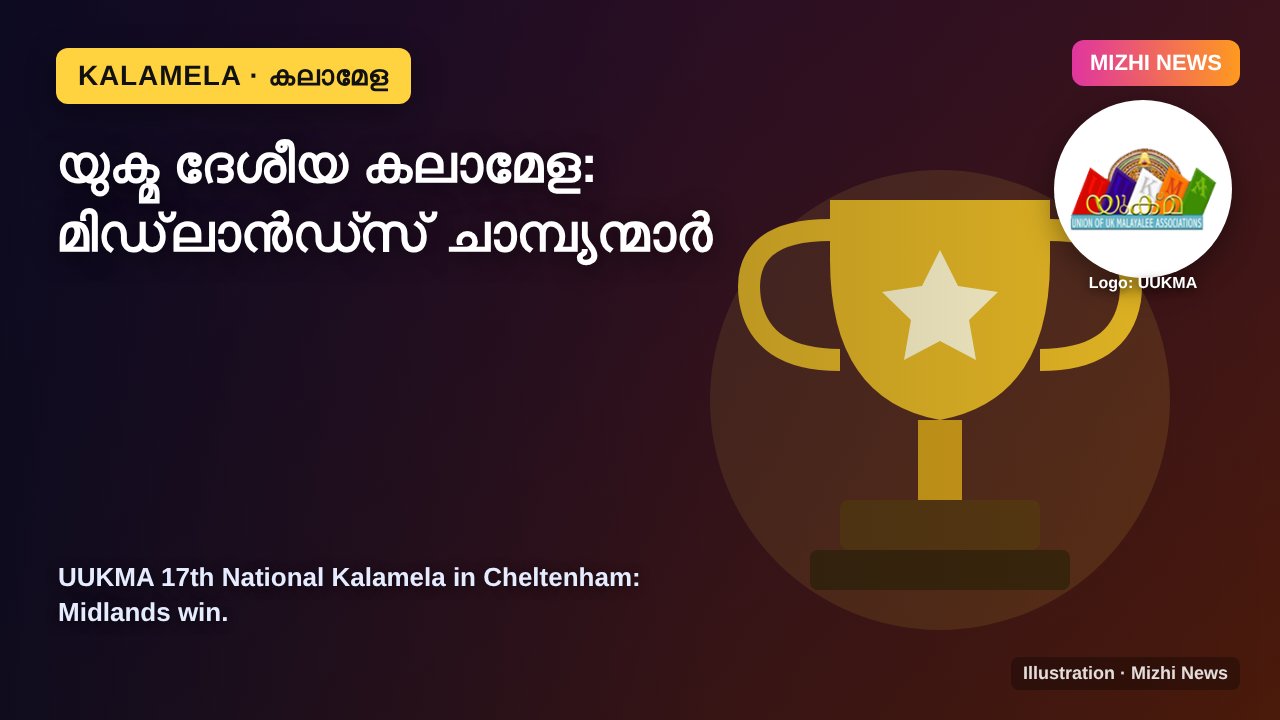 KALAMELA · കലാമേള
MIZHI NEWS
യുക്മ ദേശീയ കലാമേള:
മിഡ്‌ലാൻഡ്‌സ് ചാമ്പ്യന്മാർ
UUKMA
യുക്മ
UNION OF UK MALAYALEE ASSOCIATIONS
Logo: UUKMA
UUKMA 17th National Kalamela in Cheltenham:
Midlands win.
Illustration · Mizhi News